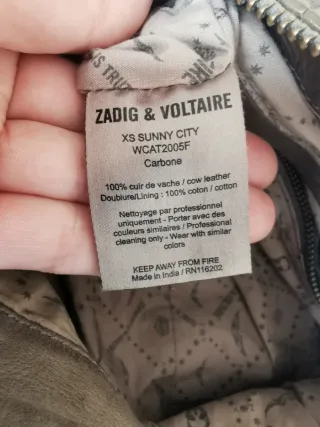 ZADIG & VOLTAIRE
XS SUNNY CITY
WCAT2005F
Carbone
100% cuir de vache / cow leather
Doublure/Lining : 100% coton / cotton
Nettoyage par professionnel
uniquement - Porter avec des
couleurs similaires / Professional
cleaning only - Wear with similar
colors
KEEP AWAY FROM FIRE
Made in India / RN116202